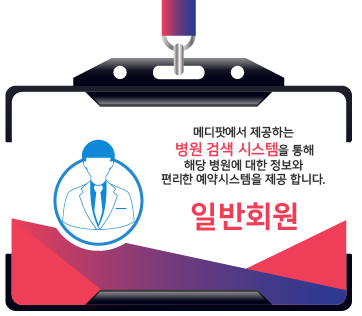 메디팟에서 제공하는
병원 검색 시스템을 통해
해당 병원에 대한 정보와
편리한 예약시스템을 제공 합니다.
일반회원